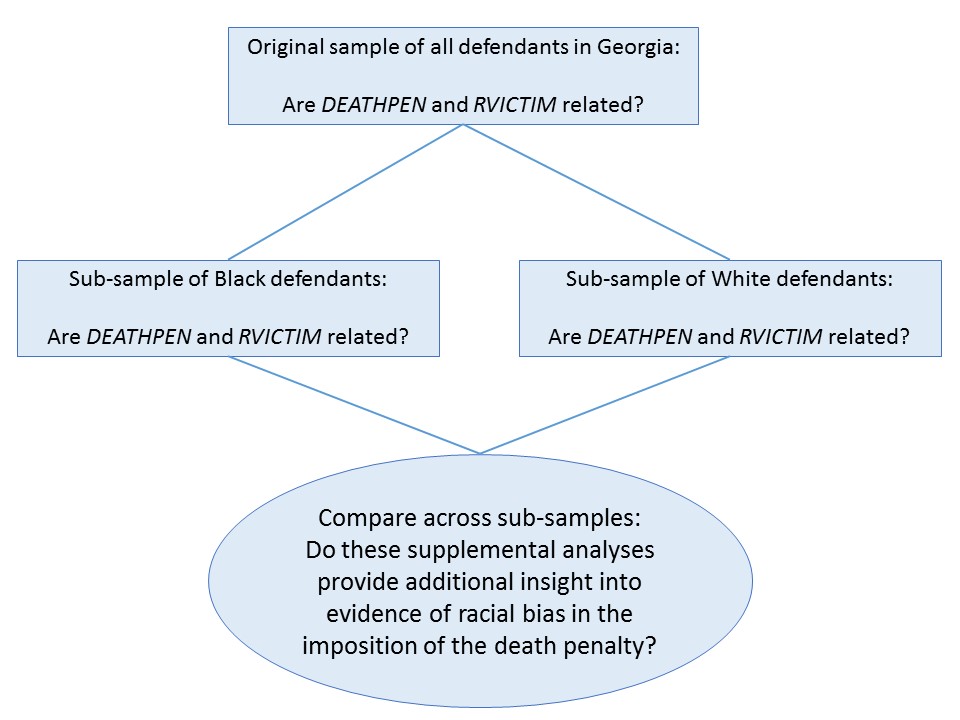 Original sample of all defendants in Georgia:
Are DEATHPEN and RVICTIM related?
Sub-sample of Black defendants:
Are DEATHPEN and RVICTIM related?
Sub-sample of White defendants:
Are DEATHPEN and RVICTIM related?
Compare across sub-samples:
Do these supplemental analyses
provide additional insight into
evidence of racial bias in the
imposition of the death penalty?